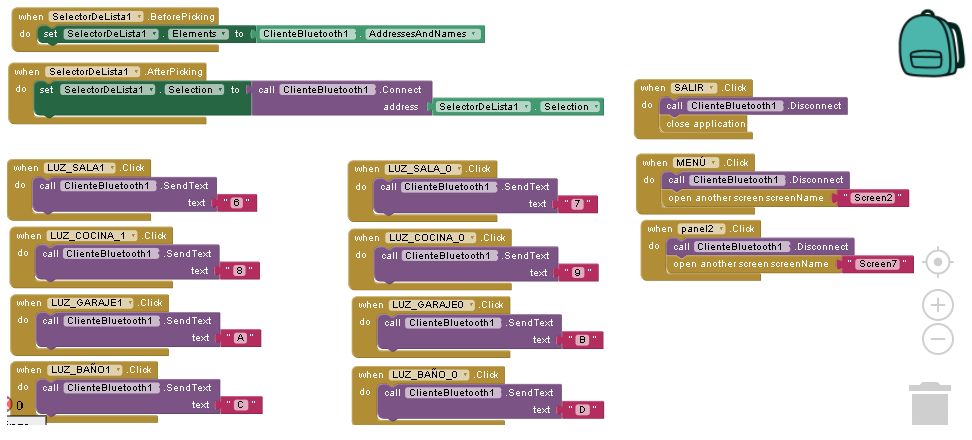 when SelectorDeLista1 .BeforePicking
do set SelectorDeLista1 . Elements to ClienteBluetooth1 . AddressesAndNames
when SelectorDeLista1 .AfterPicking
do set SelectorDeLista1 . Selection to call ClienteBluetooth1 .Connect
address SelectorDeLista1 . Selection
when SALIR .Click
do call ClienteBluetooth1 .Disconnect
close application
when LUZ_SALA1 .Click
do call ClienteBluetooth1 .SendText
text " 6 "
when LUZ_SALA_0 .Click
do call ClienteBluetooth1 .SendText
text " 7 "
when MENÚ .Click
do call ClienteBluetooth1 .Disconnect
open another screen screenName " Screen2 "
when LUZ_COCINA_1 .Click
do call ClienteBluetooth1 .SendText
text " 8 "
when LUZ_COCINA_0 .Click
do call ClienteBluetooth1 .SendText
text " 9 "
when panel2 .Click
do call ClienteBluetooth1 .Disconnect
open another screen screenName " Screen7 "
when LUZ_GARAJE1 .Click
do call ClienteBluetooth1 .SendText
text " A "
when LUZ_GARAJE0 .Click
do call ClienteBluetooth1 .SendText
text " B "
when LUZ_BAÑO1 .Click
do call ClienteBluetooth1 .SendText
text " C "
when LUZ_BAÑO_0 .Click
do call ClienteBluetooth1 .SendText
text " D "
0